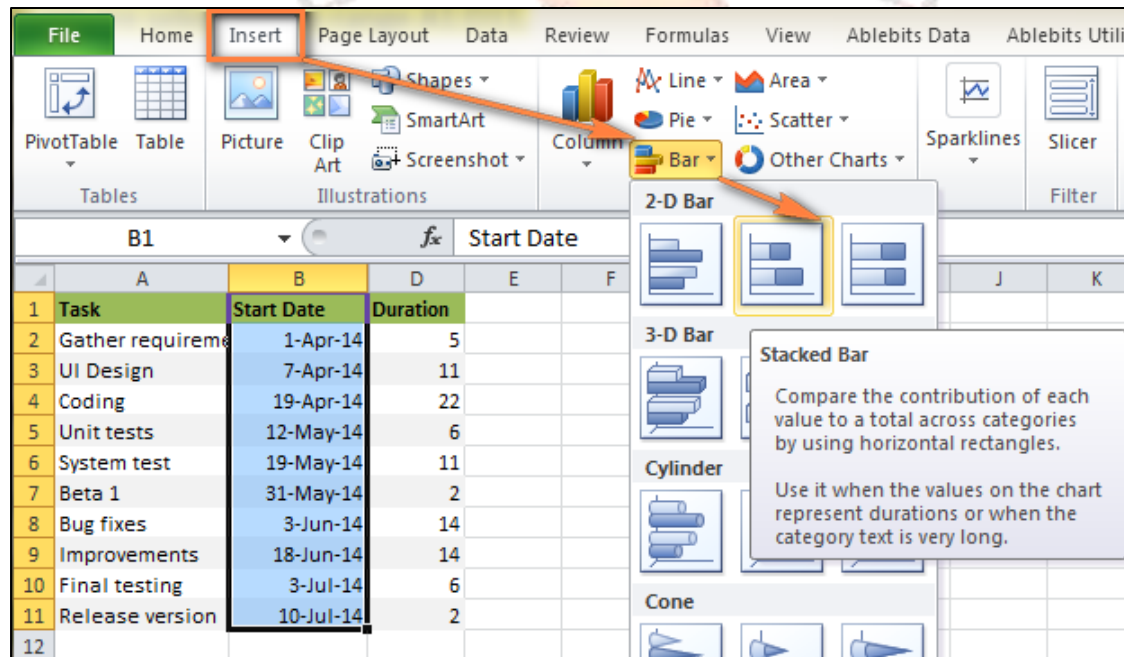 File Home Insert Page Layout Data Review Formulas View Ablebits Data Ablebits Utili
Shapes
SmartArt
Screenshot
PivotTable Table Picture Clip Art
Column
Line Area
Pie Scatter
Bar Other Charts
Sparklines Slicer
Tables Illustrations Filter
2-D Bar
B1 fx Start Date
A B D E F J K
1 Task Start Date Duration
2 Gather requireme 1-Apr-14 5
3 UI Design 7-Apr-14 11
4 Coding 19-Apr-14 22
5 Unit tests 12-May-14 6
6 System test 19-May-14 11
7 Beta 1 31-May-14 2
8 Bug fixes 3-Jun-14 14
9 Improvements 18-Jun-14 14
10 Final testing 3-Jul-14 6
11 Release version 10-Jul-14 2
12
3-D Bar
Stacked Bar
Compare the contribution of each
value to a total across categories
by using horizontal rectangles.
Use it when the values on the chart
represent durations or when the
category text is very long.
Cylinder
Cone